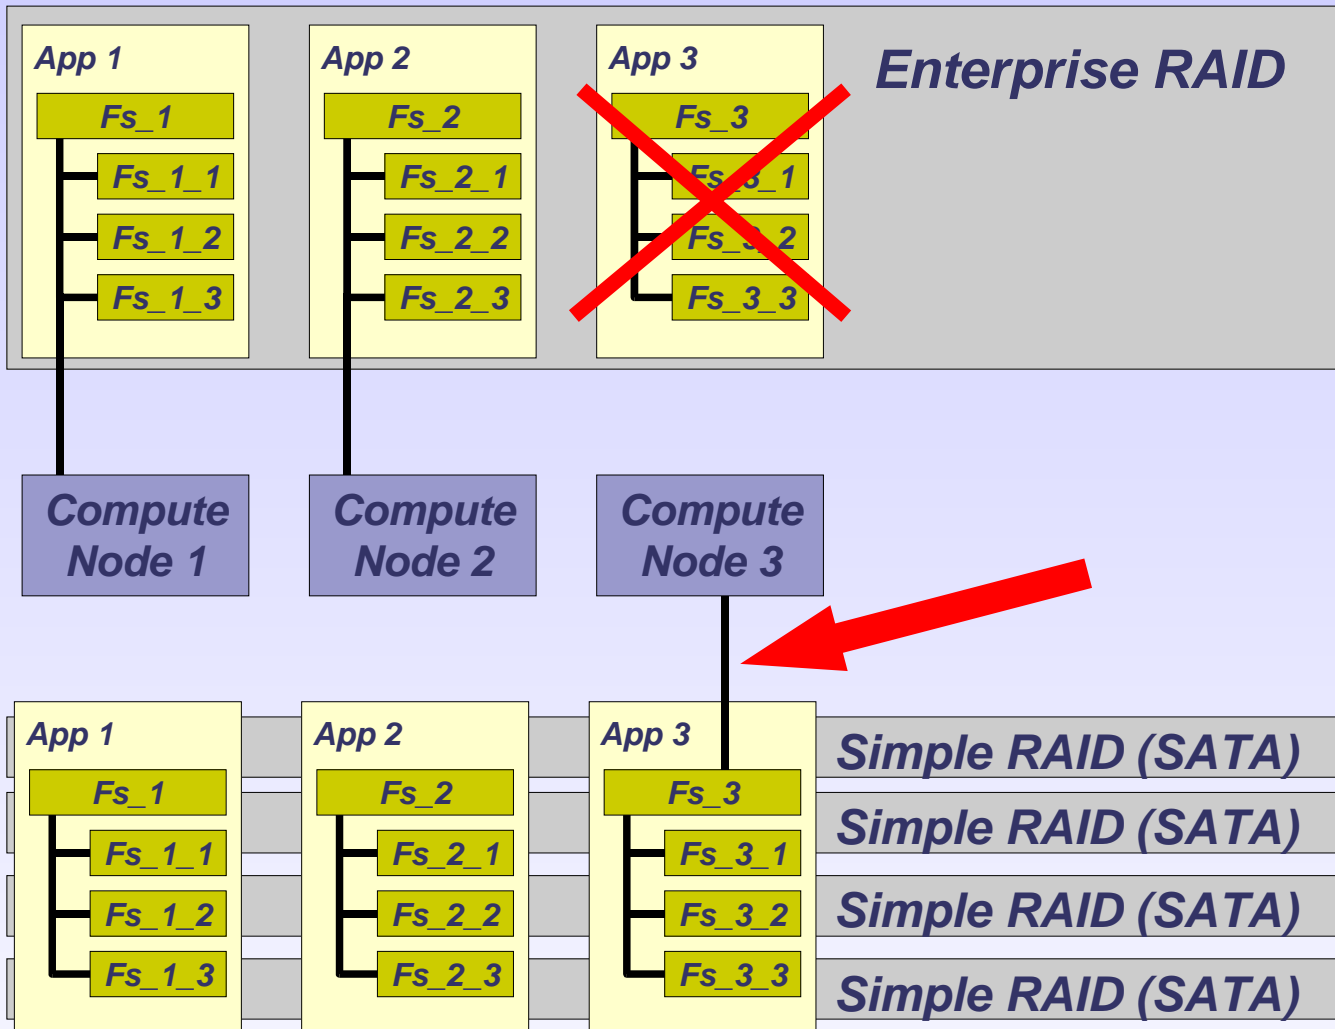 App 1
Fs_1
Fs_1_1
Fs_1_2
Fs_1_3
App 2
Fs_2
Fs_2_1
Fs_2_2
Fs_2_3
App 3
Fs_3
Fs_3_1
Fs_3_2
Fs_3_3
Enterprise RAID
Compute
Node 1
Compute
Node 2
Compute
Node 3
App 1
Fs_1
Fs_1_1
Fs_1_2
Fs_1_3
App 2
Fs_2
Fs_2_1
Fs_2_2
Fs_2_3
App 3
Fs_3
Fs_3_1
Fs_3_2
Fs_3_3
Simple RAID (SATA)
Simple RAID (SATA)
Simple RAID (SATA)
Simple RAID (SATA)